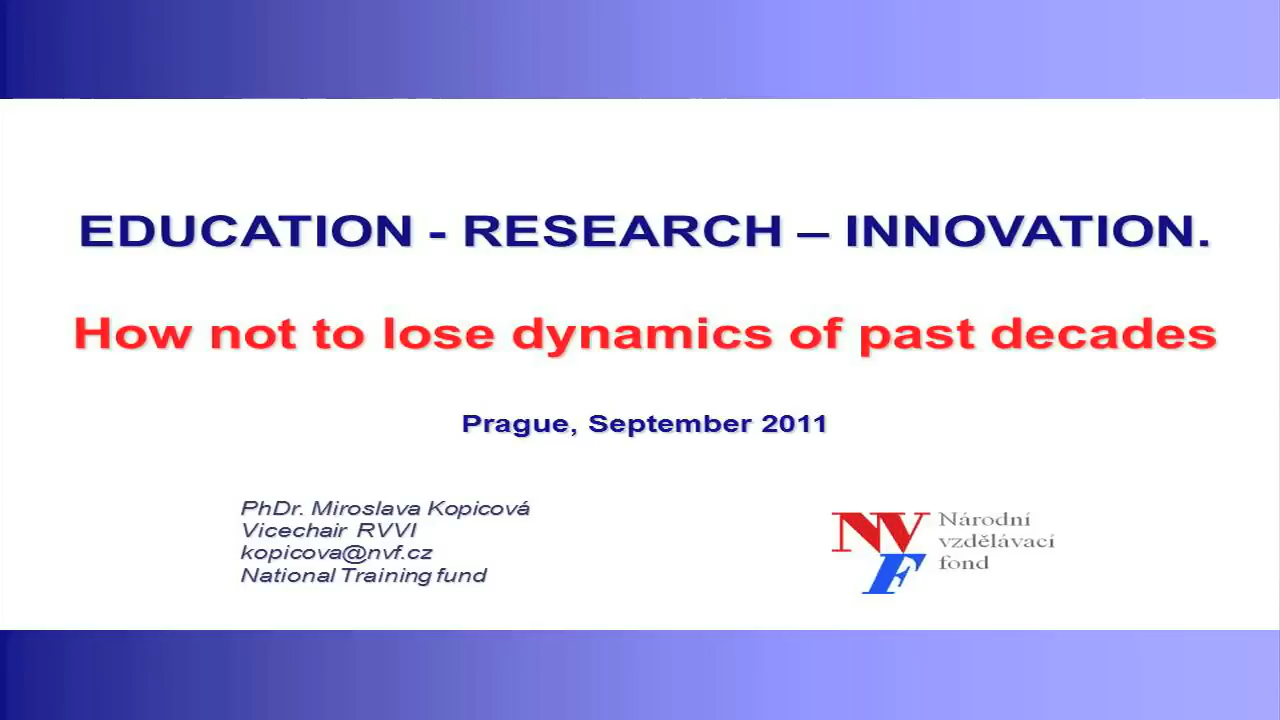 EDUCATION - RESEARCH – INNOVATION.
How not to lose dynamics of past decades
Prague, September 2011
PhDr. Miroslava Kopicová
Vicechair RVVI
kopicova@nvf.cz
National Training fund
NVF
Národní
vzdělávací
fond